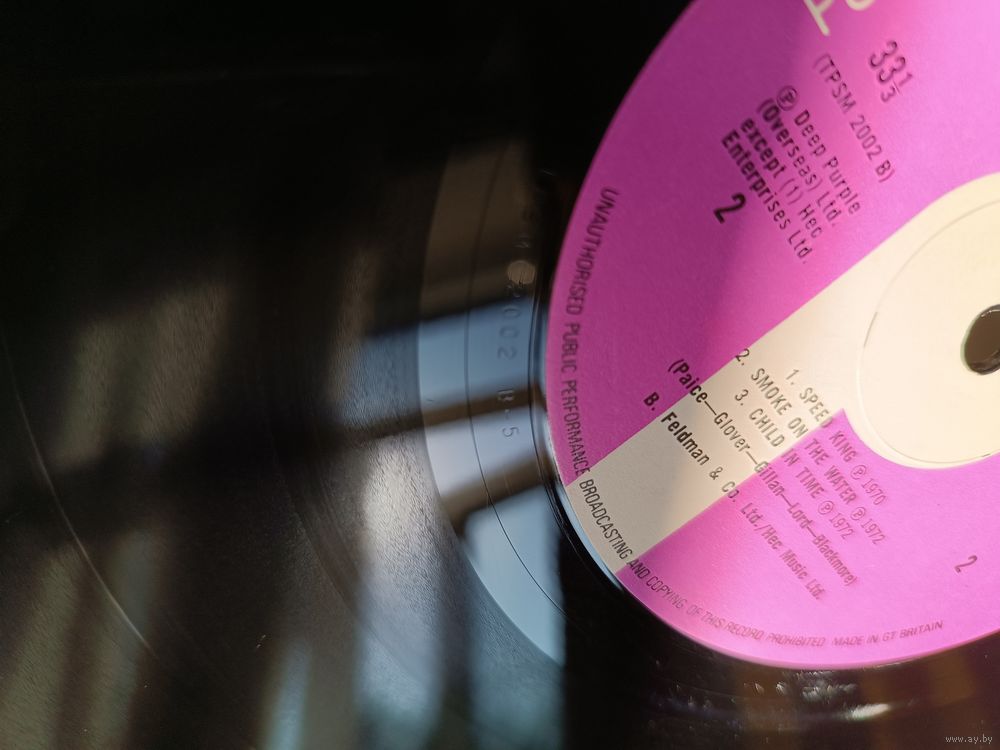 33 1/3
(TPSM 2002 B)
Ⓟ Deep Purple
(Overseas) Ltd.
except (1) Hec
Enterprises Ltd.
2
1. SPEED KING Ⓟ 1970
2. SMOKE ON THE WATER Ⓟ 1972
3. CHILD IN TIME Ⓟ 1972
(Paice—Glover—Gillan—Lord—Blackmore)
B. Feldman & Co. Ltd./Hec Music Ltd.
2
UNAUTHORISED PUBLIC PERFORMANCE BROADCASTING AND COPYING OF THIS RECORD PROHIBITED MADE IN GT BRITAIN
2002 B-5
www.ay.by